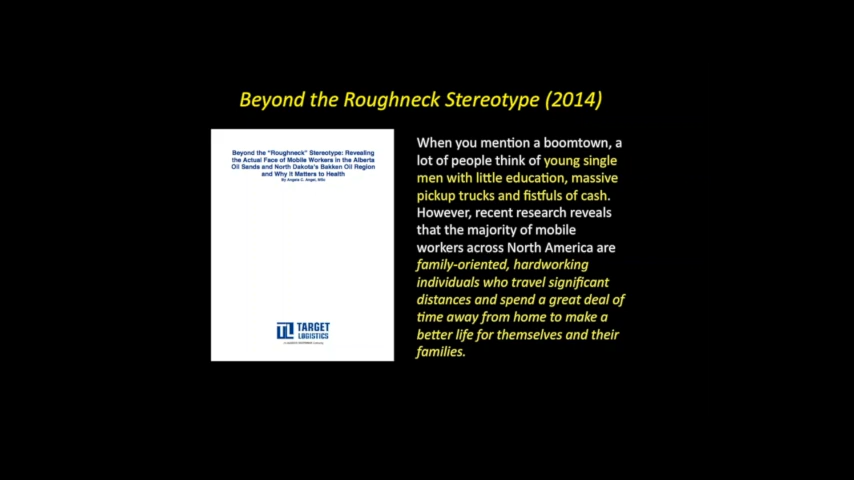 Beyond the Roughneck Stereotype (2014)
Beyond the "Roughneck" Stereotype: Revealing
the Actual Face of Mobile Workers in the Alberta
Oil Sands and North Dakota's Bakken Oil Region
and Why It Matters to Health
By Angela C. Angel, MSc
TL TARGET
LOGISTICS
When you mention a boomtown, a
lot of people think of young single
men with little education, massive
pickup trucks and fistfuls of cash.
However, recent research reveals
that the majority of mobile
workers across North America are
family-oriented, hardworking
individuals who travel significant
distances and spend a great deal of
time away from home to make a
better life for themselves and their
families.